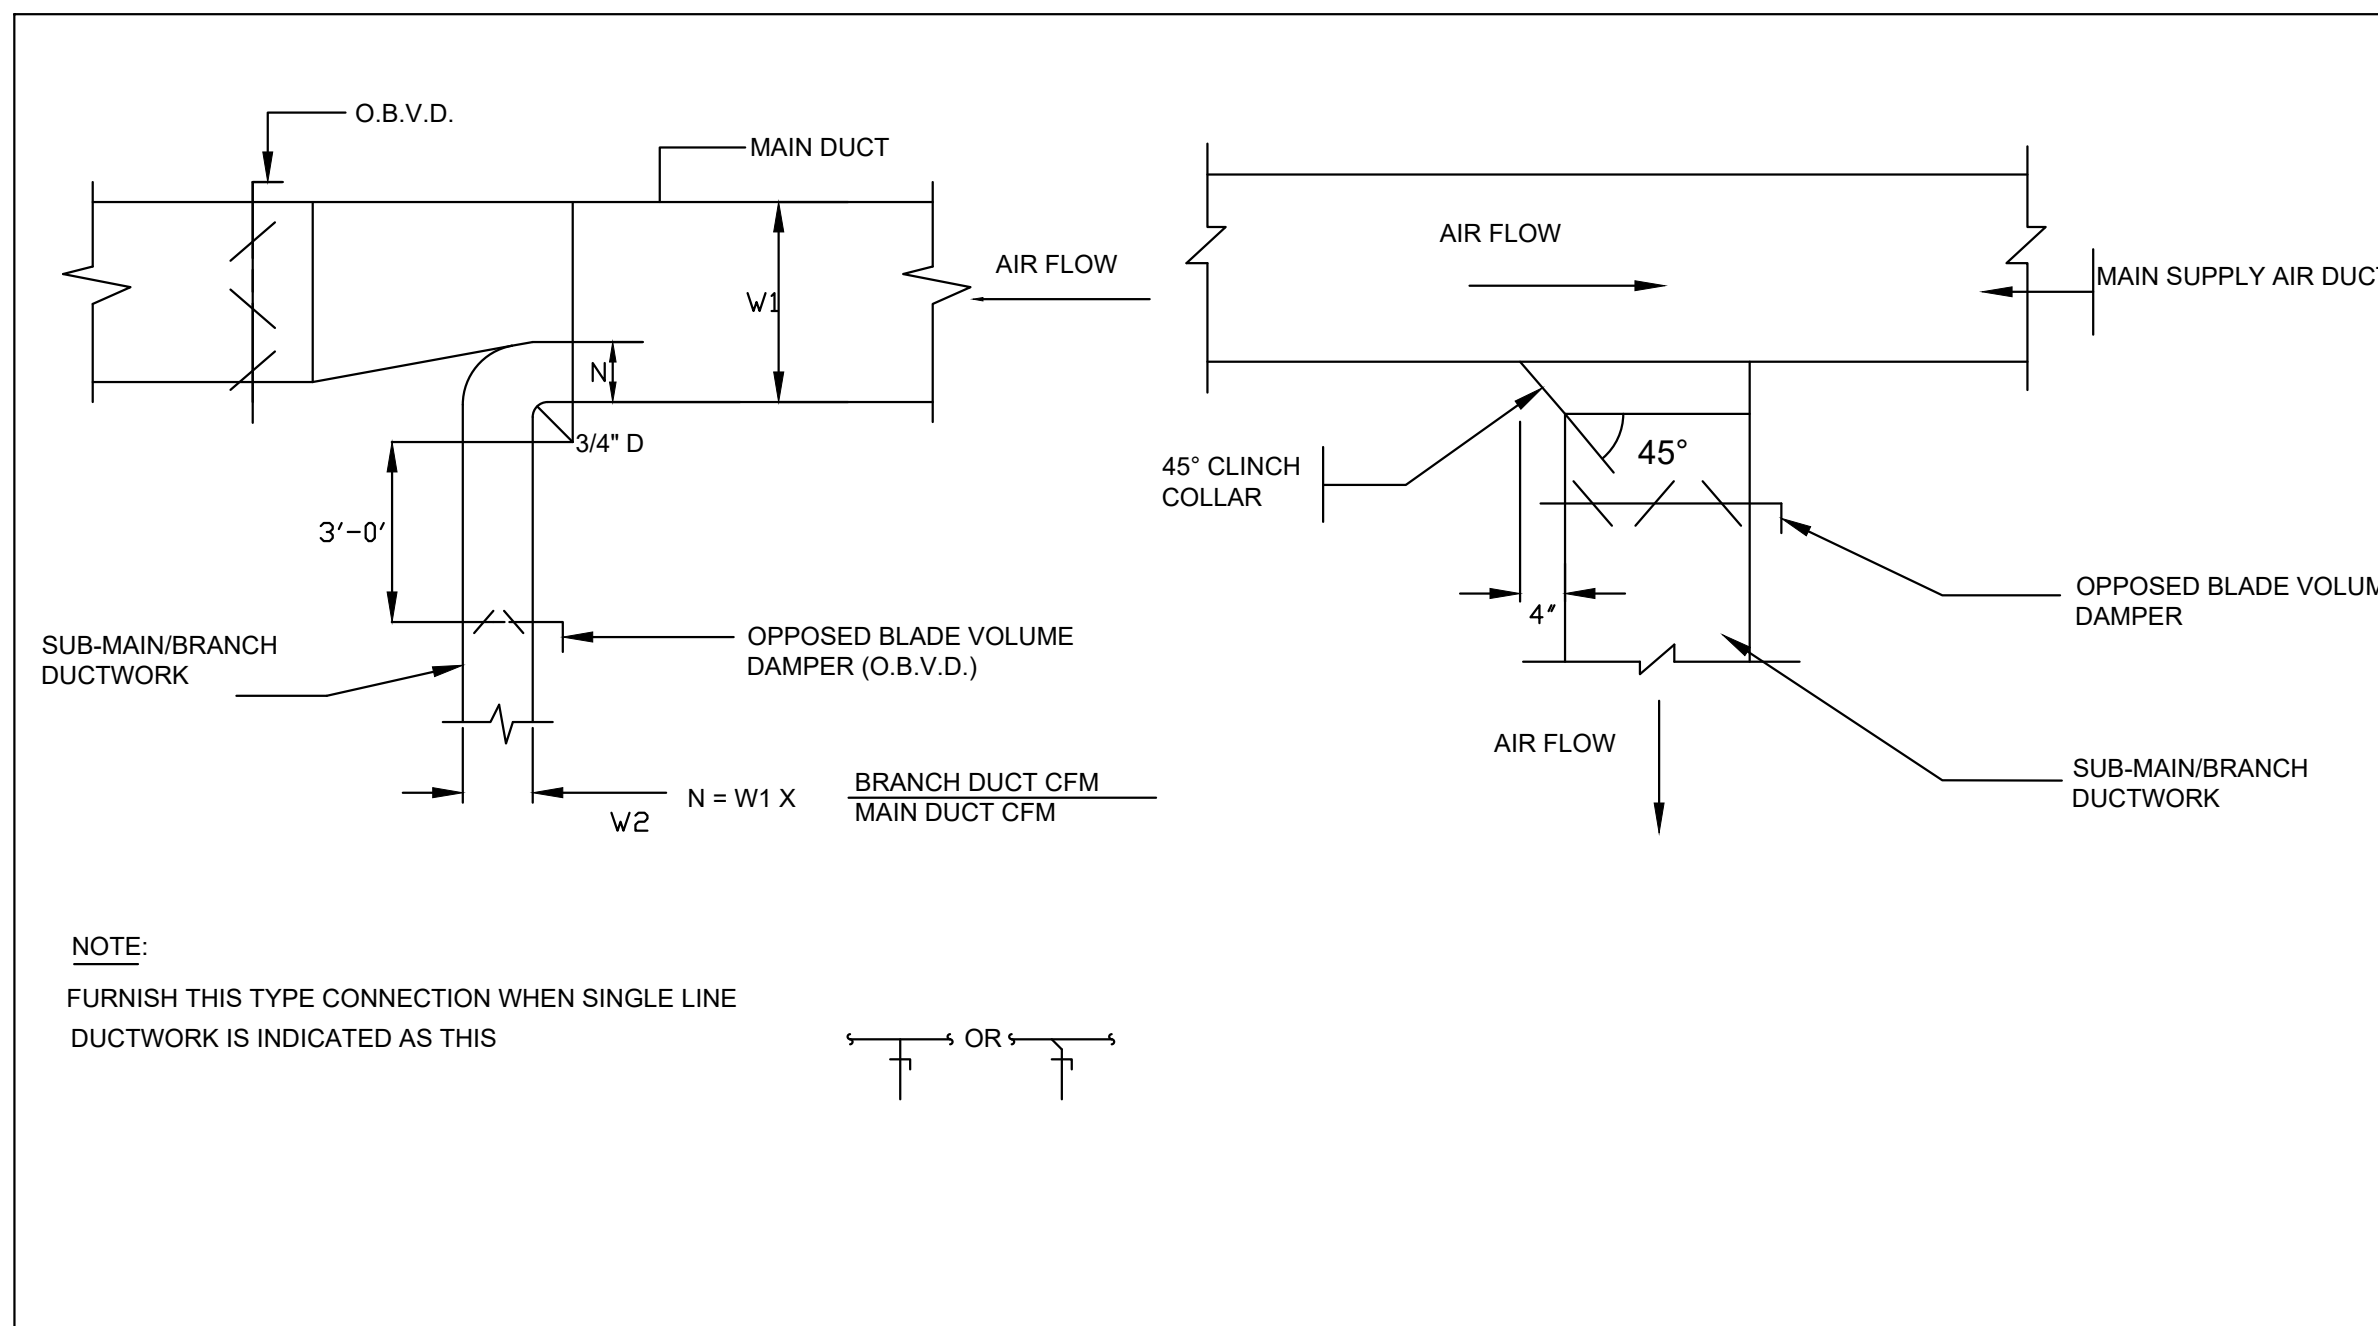 O.B.V.D.
MAIN DUCT
AIR FLOW
W1
N
3/4" D
3'-0'
SUB-MAIN/BRANCH
DUCTWORK
OPPOSED BLADE VOLUME
DAMPER (O.B.V.D.)
W2
N = W1 X
BRANCH DUCT CFM
MAIN DUCT CFM
AIR FLOW
MAIN SUPPLY AIR DUCT
45° CLINCH
COLLAR
45°
4"
OPPOSED BLADE VOLUM
DAMPER
AIR FLOW
SUB-MAIN/BRANCH
DUCTWORK
NOTE:
FURNISH THIS TYPE CONNECTION WHEN SINGLE LINE
DUCTWORK IS INDICATED AS THIS
OR